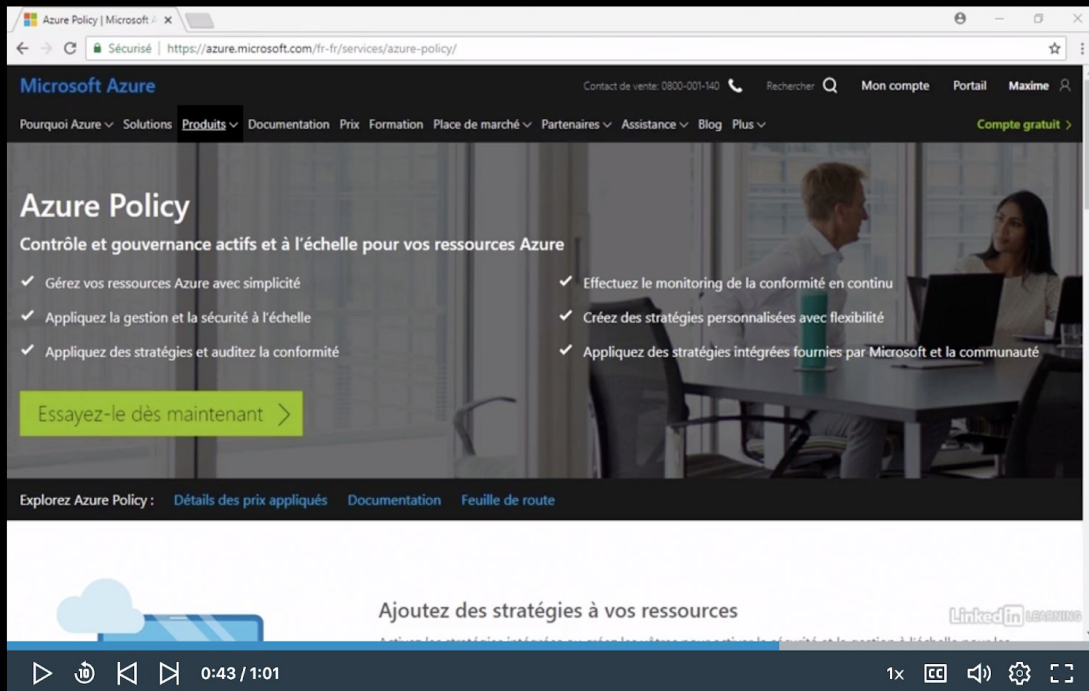 Azure Policy | Microsoft A
Sécurisé | https://azure.microsoft.com/fr-fr/services/azure-policy/
Microsoft Azure
Contact de vente: 0800-001-140
Rechercher
Mon compte
Portail
Maxime
Pourquoi Azure Solutions Produits Documentation Prix Formation Place de marché Partenaires Assistance Blog Plus
Compte gratuit >
Azure Policy
Contrôle et gouvernance actifs et à l'échelle pour vos ressources Azure
Gérez vos ressources Azure avec simplicité
Appliquez la gestion et la sécurité à l'échelle
Appliquez des stratégies et auditez la conformité
Effectuez le monitoring de la conformité en continu
Créez des stratégies personnalisées avec flexibilité
Appliquez des stratégies intégrées fournies par Microsoft et la communauté
Essayez-le dès maintenant >
Explorez Azure Policy : Détails des prix appliqués Documentation Feuille de route
Ajoutez des stratégies à vos ressources
Linked in LEARNING
10
0:43 / 1:01
1x
CC